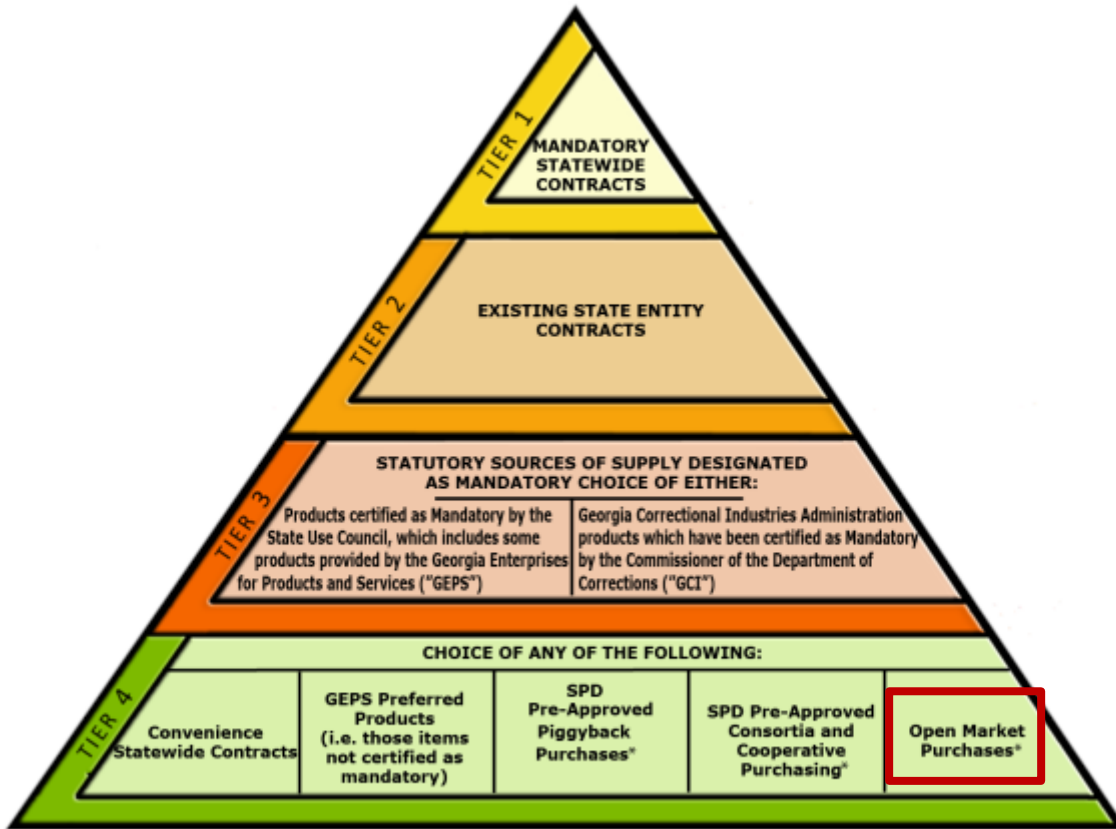 TIER 1
MANDATORY
STATEWIDE
CONTRACTS
TIER 2
EXISTING STATE ENTITY
CONTRACTS
TIER 3
STATUTORY SOURCES OF SUPPLY DESIGNATED
AS MANDATORY CHOICE OF EITHER:
Products certified as Mandatory by the
State Use Council, which includes some
products provided by the Georgia Enterprises
for Products and Services ("GEPS")
Georgia Correctional Industries Administration
products which have been certified as Mandatory
by the Commissioner of the Department of
Corrections ("GCI")
TIER 4
CHOICE OF ANY OF THE FOLLOWING:
Convenience
Statewide Contracts
GEPS Preferred
Products
(i.e. those items
not certified as
mandatory)
SPD
Pre-Approved
Piggyback
Purchases*
SPD Pre-Approved
Consortia and
Cooperative
Purchasing*
Open Market
Purchases*